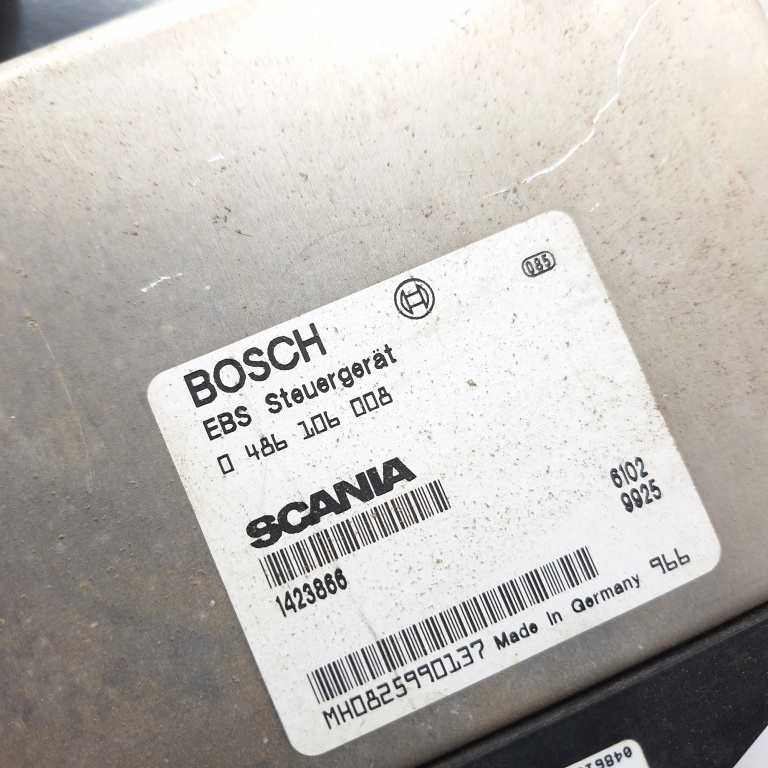 085
BOSCH
EBS Steuergerät
0 486 106 008
SCANIA
6102
9925
1423866
MH0825990137 Made in Germany 966